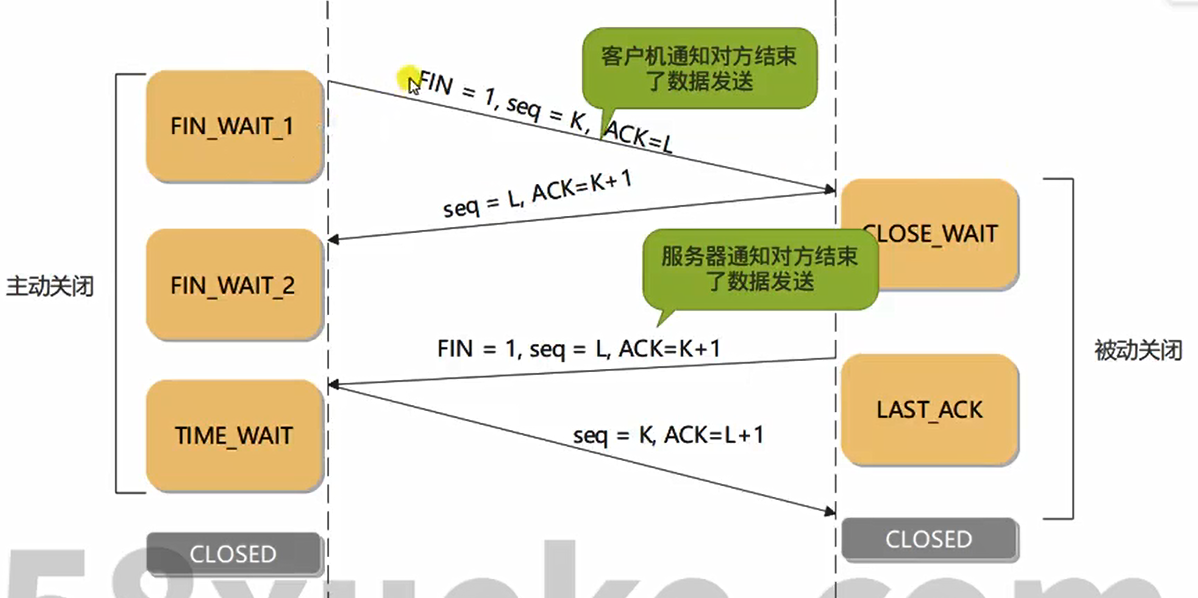 客户机通知对方结束
了数据发送
FIN = 1, seq = K, ACK=L
FIN_WAIT_1
seq = L, ACK=K+1
CLOSE_WAIT
服务器通知对方结束
了数据发送
主动关闭
FIN_WAIT_2
FIN = 1, seq = L, ACK=K+1
被动关闭
LAST_ACK
TIME_WAIT
seq = K, ACK=L+1
CLOSED
CLOSED